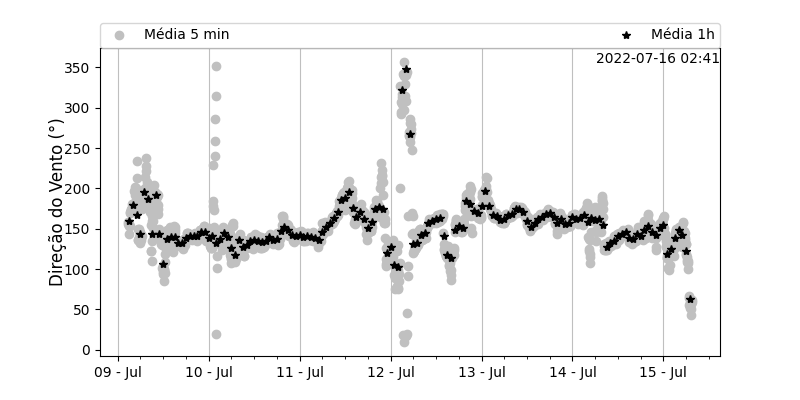 Média 5 min
Média 1h
2022-07-16 02:41
Direção do Vento (°)
350
300
250
200
150
100
50
0
09 - Jul
10 - Jul
11 - Jul
12 - Jul
13 - Jul
14 - Jul
15 - Jul